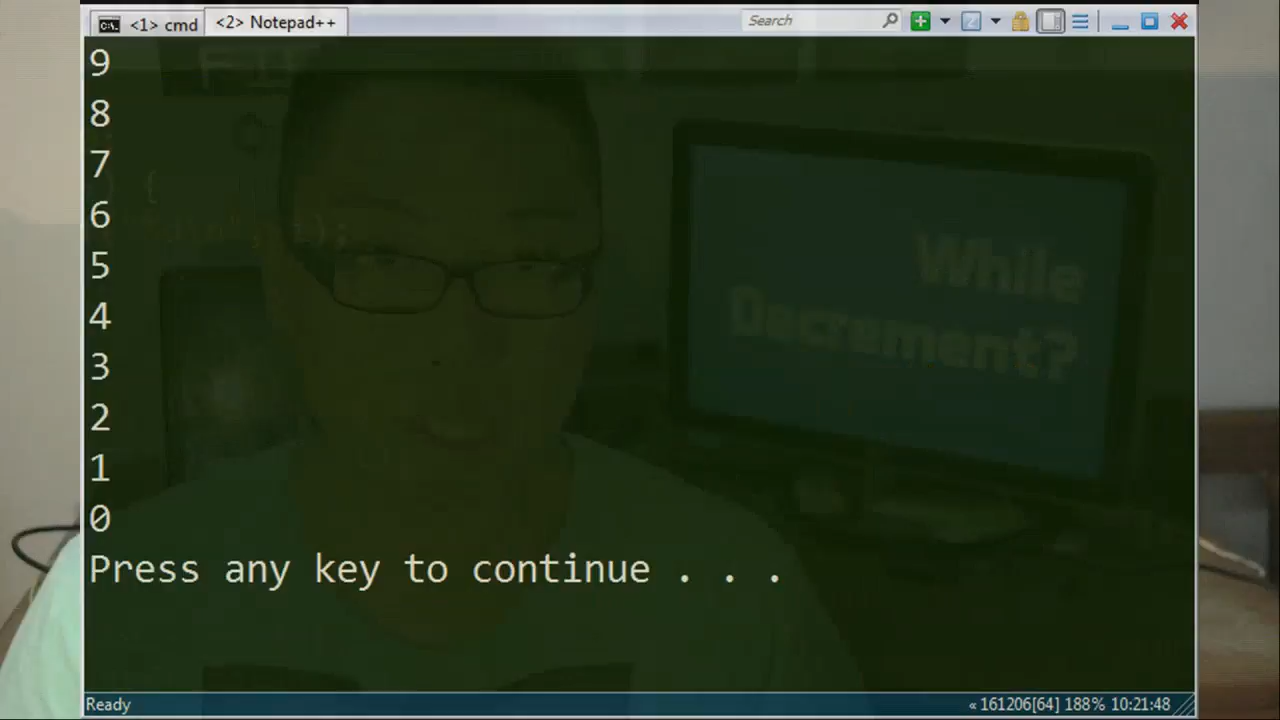 <1> cmd <2> Notepad++ Search
9
8
7
6
5
4
3
2
1
0
Press any key to continue . . .
While
Decrement?
Ready « 161206[64] 188% 10:21:48